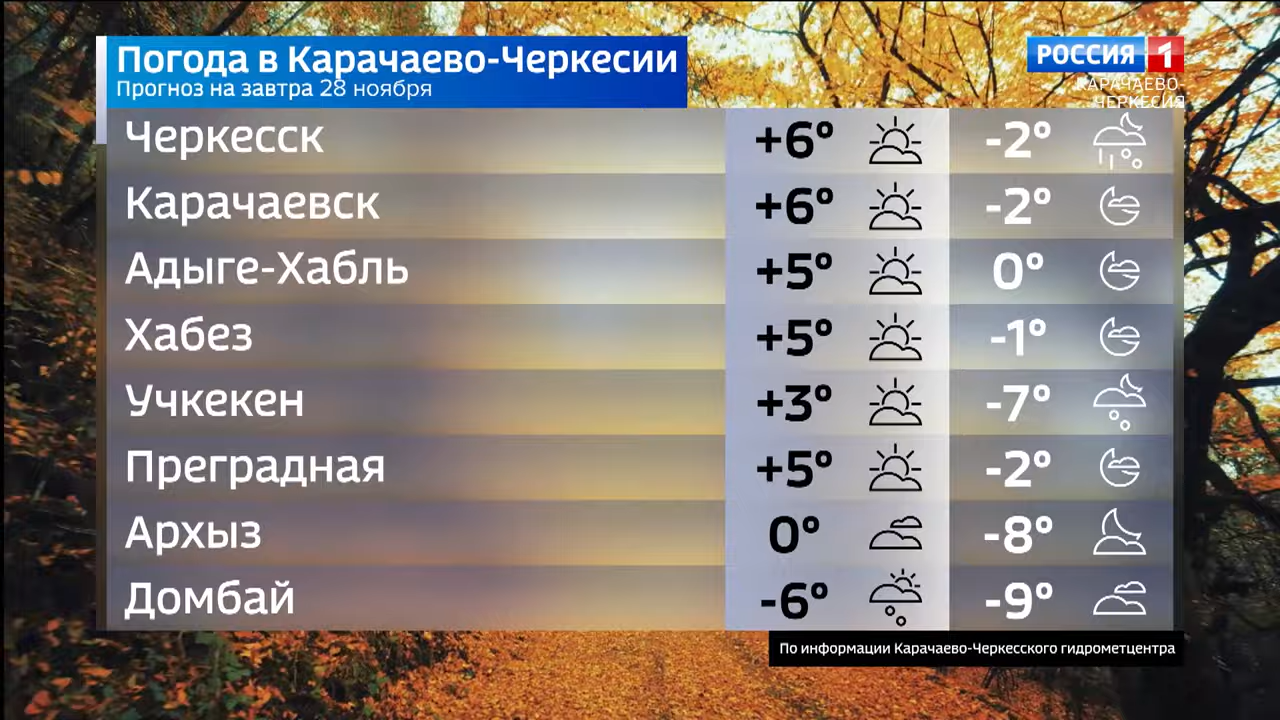 Погода в Карачаево-Черкесии
Прогноз на завтра 28 ноября
РОССИЯ 1
КАРАЧАЕВО-
ЧЕРКЕСИЯ
Черкесск +6° -2°
Карачаевск +6° -2°
Адыге-Хабль +5° 0°
Хабез +5° -1°
Учкекен +3° -7°
Преградная +5° -2°
Архыз 0° -8°
Домбай -6° -9°
По информации Карачаево-Черкесского гидрометцентра